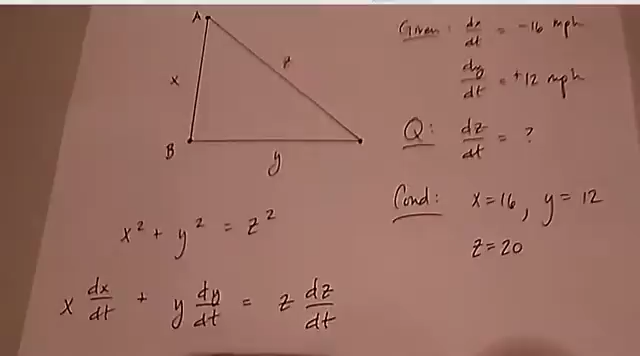 A
x
z
B
y
Given: dx/dt = -16 mph
dy/dt = +12 mph
Q: dz/dt = ?
Cond: x=16, y=12
z=20
x² + y² = z²
x dx/dt + y dy/dt = z dz/dt